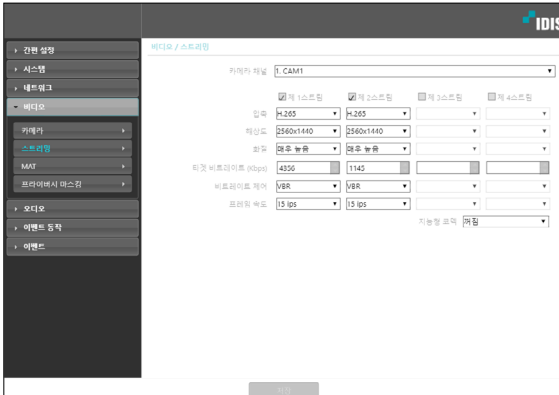 IDIS
간편 설정
시스템
네트워크
비디오
카메라
스트리밍
MAT
프라이버시 마스킹
오디오
이벤트 동작
이벤트
비디오 / 스트리밍
카메라 채널 1. CAM1
제 1스트림 제 2스트림 제 3스트림 제 4스트림
압축 H.265 H.265
해상도 2560x1440 2560x1440
화질 매우 높음 매우 높음
타겟 비트레이트 (Kbps) 4356 1145
비트레이트 제어 VBR VBR
프레임 속도 15 ips 15 ips
지능형 코덱 꺼짐
저장